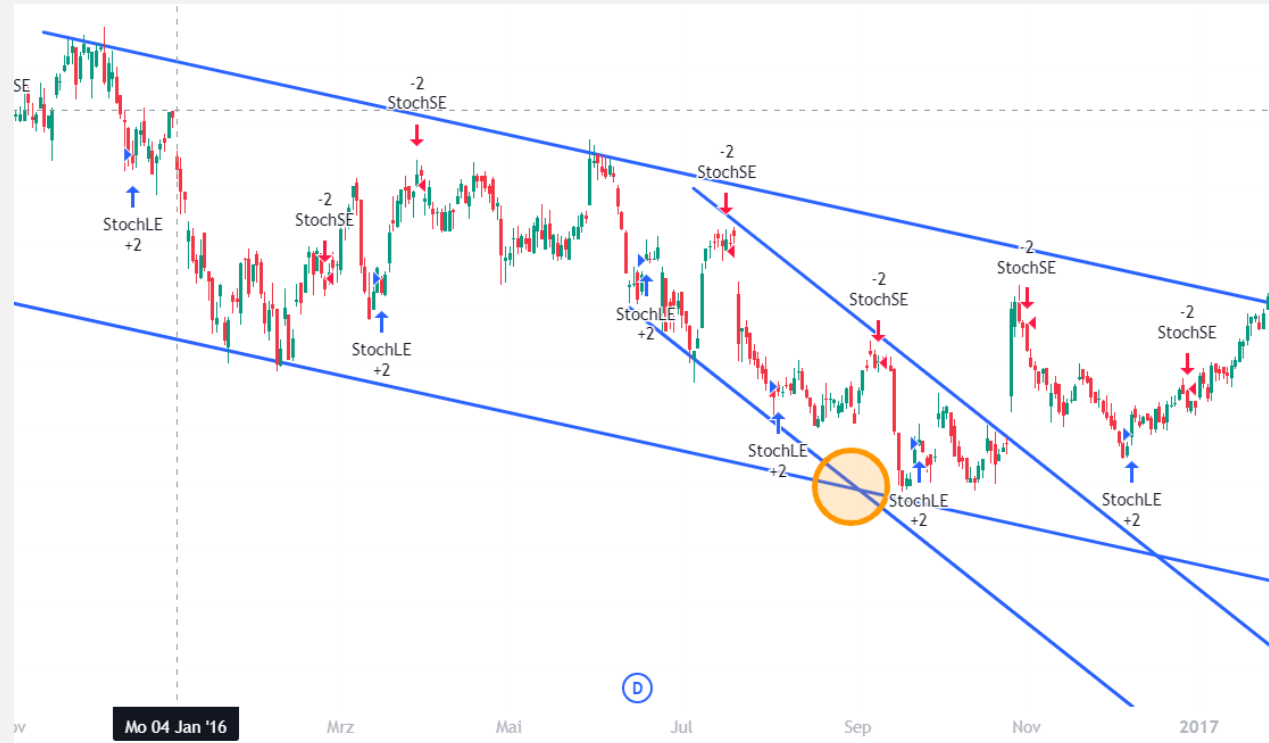 SE
-2
StochSE
StochLE
+2
-2
StochSE
StochLE
+2
-2
StochSE
StochLE
+2
-2
StochSE
StochLE
+2
-2
StochSE
StochLE
+2
-2
StochSE
StochLE
+2
D
ov
Mo 04 Jan '16
Mrz
Mai
Jul
Sep
Nov
2017